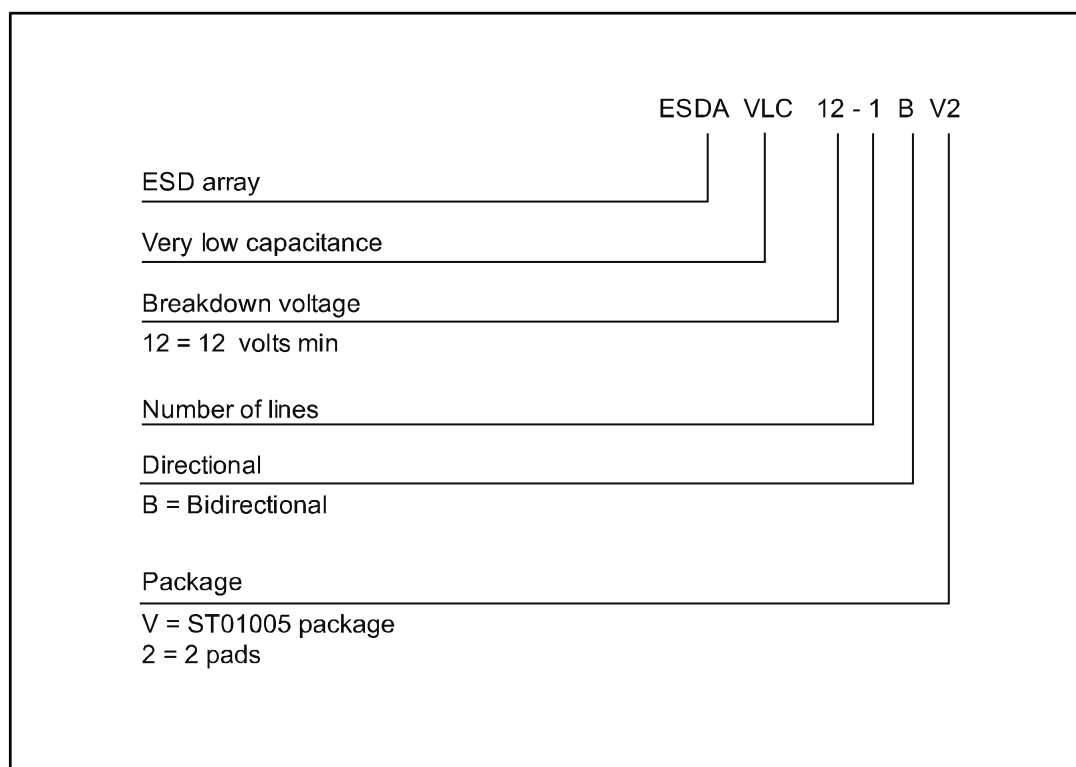 ESDA VLC 12 - 1 B V2
ESD array
Very low capacitance
Breakdown voltage
12 = 12 volts min
Number of lines
Directional
B = Bidirectional
Package
V = ST01005 package
2 = 2 pads